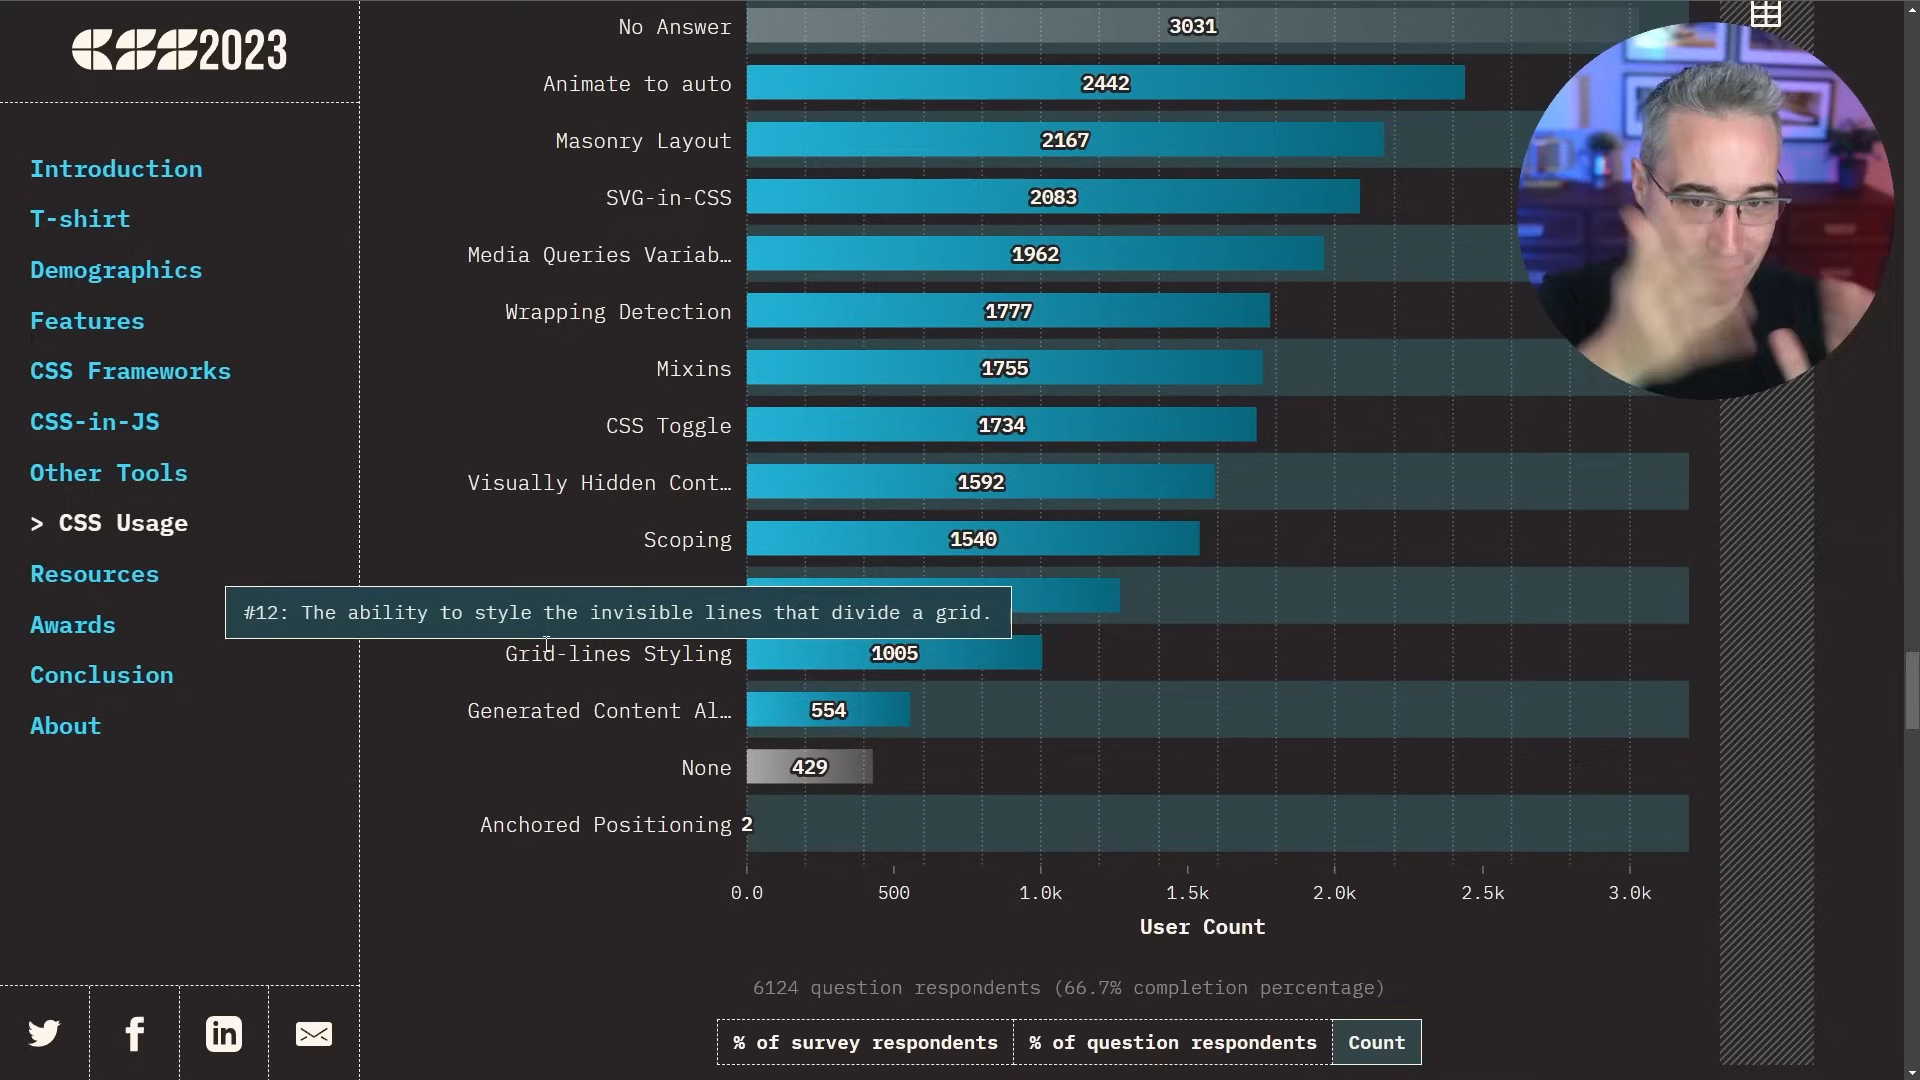 CSS2023
Introduction
T-shirt
Demographics
Features
CSS Frameworks
CSS-in-JS
Other Tools
> CSS Usage
Resources
Awards
Conclusion
About
No Answer 3031
Animate to auto 2442
Masonry Layout 2167
SVG-in-CSS 2083
Media Queries Variab… 1962
Wrapping Detection 1777
Mixins 1755
CSS Toggle 1734
Visually Hidden Cont… 1592
Scoping 1540
#12: The ability to style the invisible lines that divide a grid.
Grid-lines Styling 1005
Generated Content Al… 554
None 429
Anchored Positioning 2
0.0 500 1.0k 1.5k 2.0k 2.5k 3.0k
User Count
6124 question respondents (66.7% completion percentage)
% of survey respondents % of question respondents Count